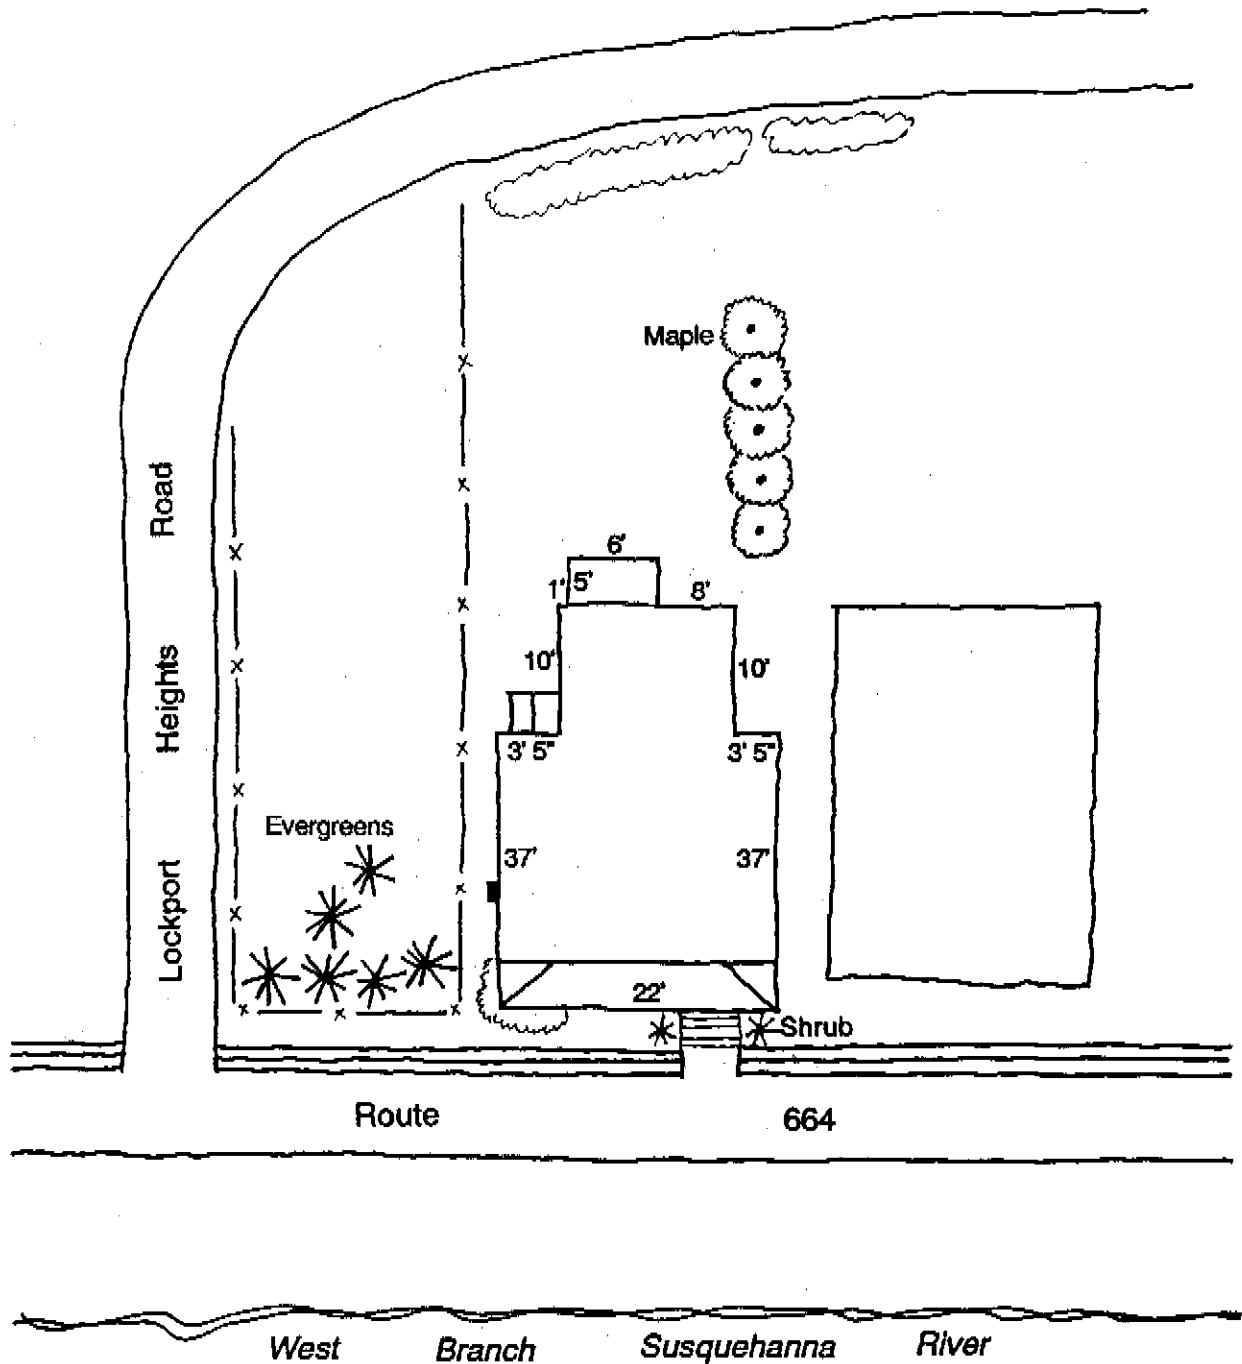 Maple
6'
1' 5' 8'
10' 10'
3' 5" 3' 5"
Evergreens
37' 37'
22'
Shrub
Lockport Heights Road
Route 664
West Branch Susquehanna River